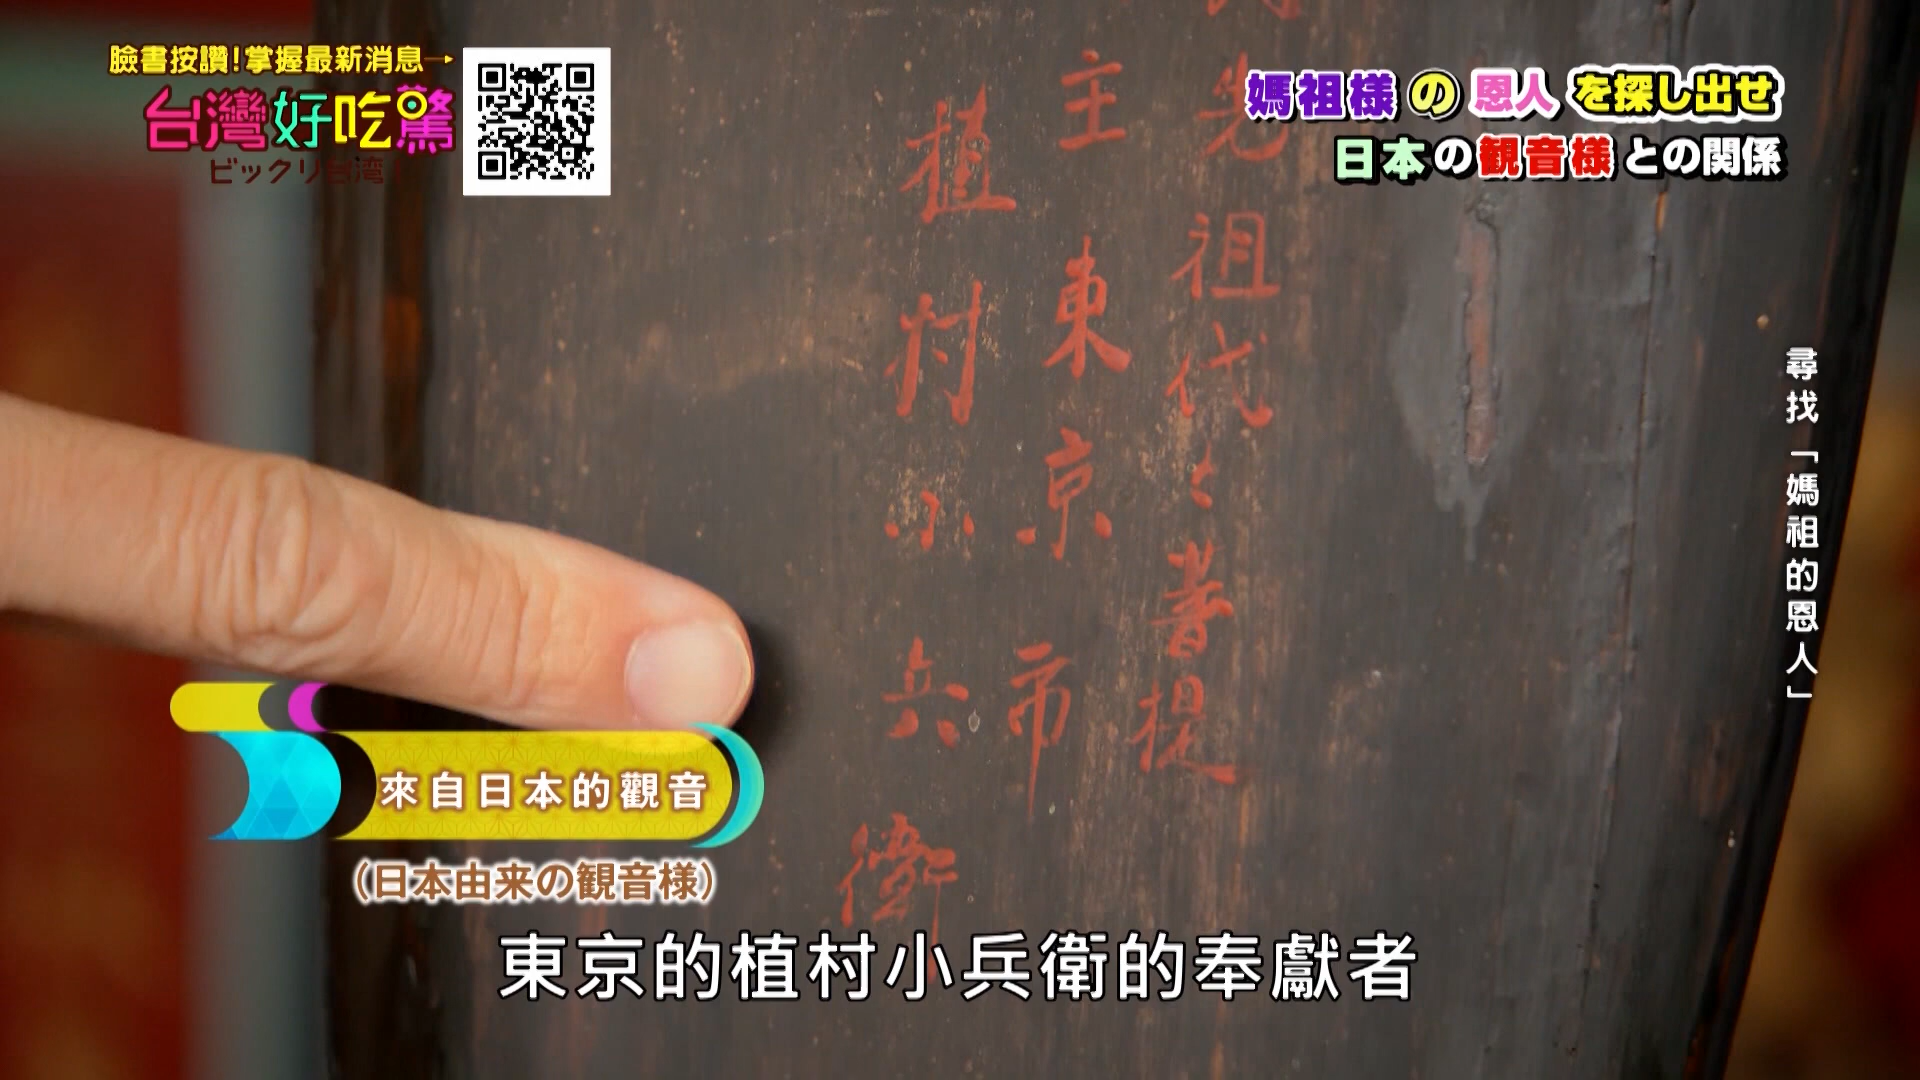 臉書按讚!掌握最新消息→
台灣好吃驚
ビックリ台湾!
媽祖様の恩人を探し出せ
日本の観音様との関係
尋找「媽祖的恩人」
先祖代々菩提
主東京市
植村小兵衛
來自日本的觀音
(日本由来の観音様)
東京的植村小兵衛的奉獻者